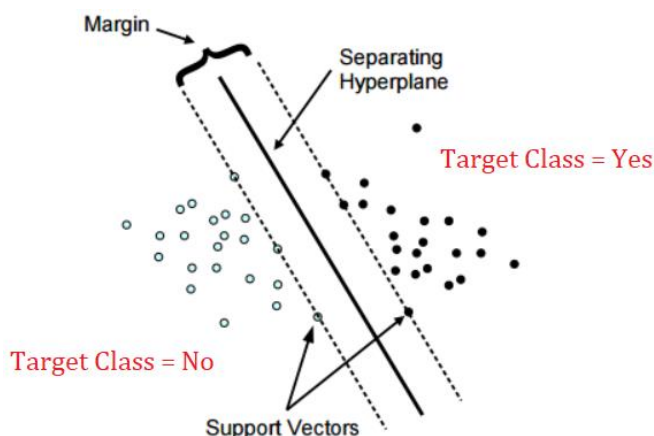 Margin
Separating
Hyperplane
Target Class = Yes
Target Class = No
Support Vectors